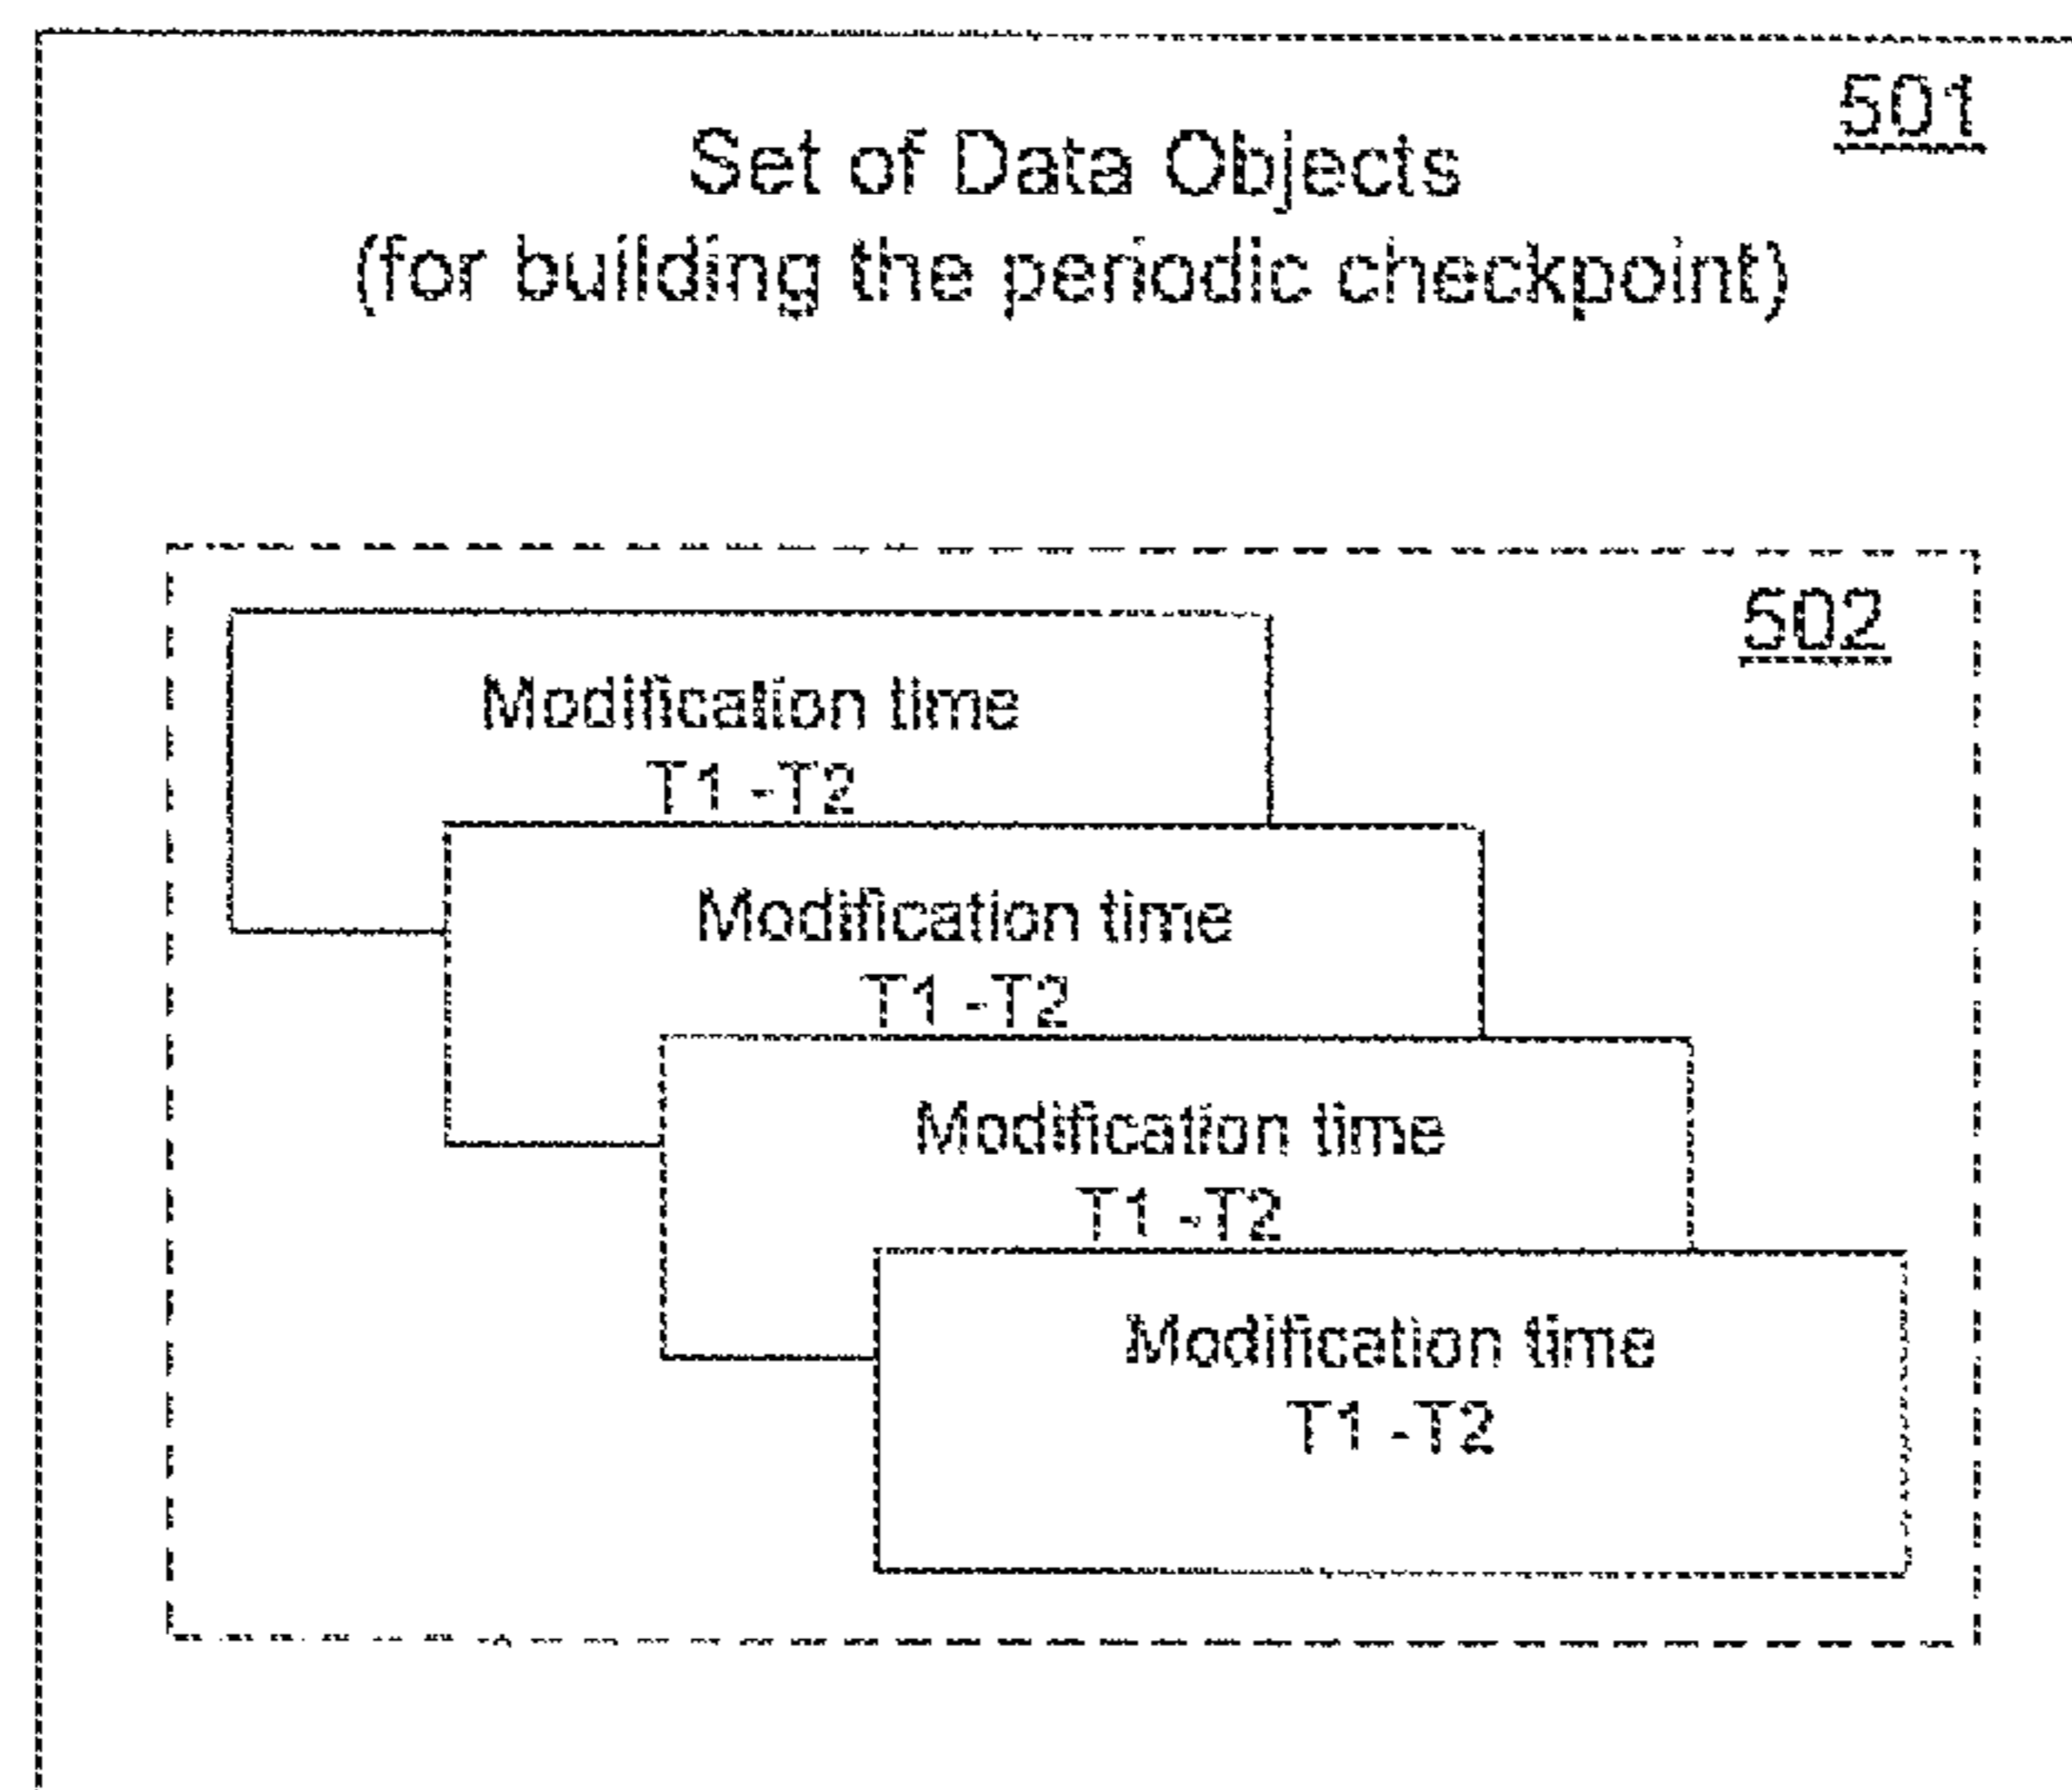 501
Set of Data Objects
(for building the periodic checkpoint)
502
Modification time
T1 -T2
Modification time
T1 -T2
Modification time
T1 -T2
Modification time
T1 -T2